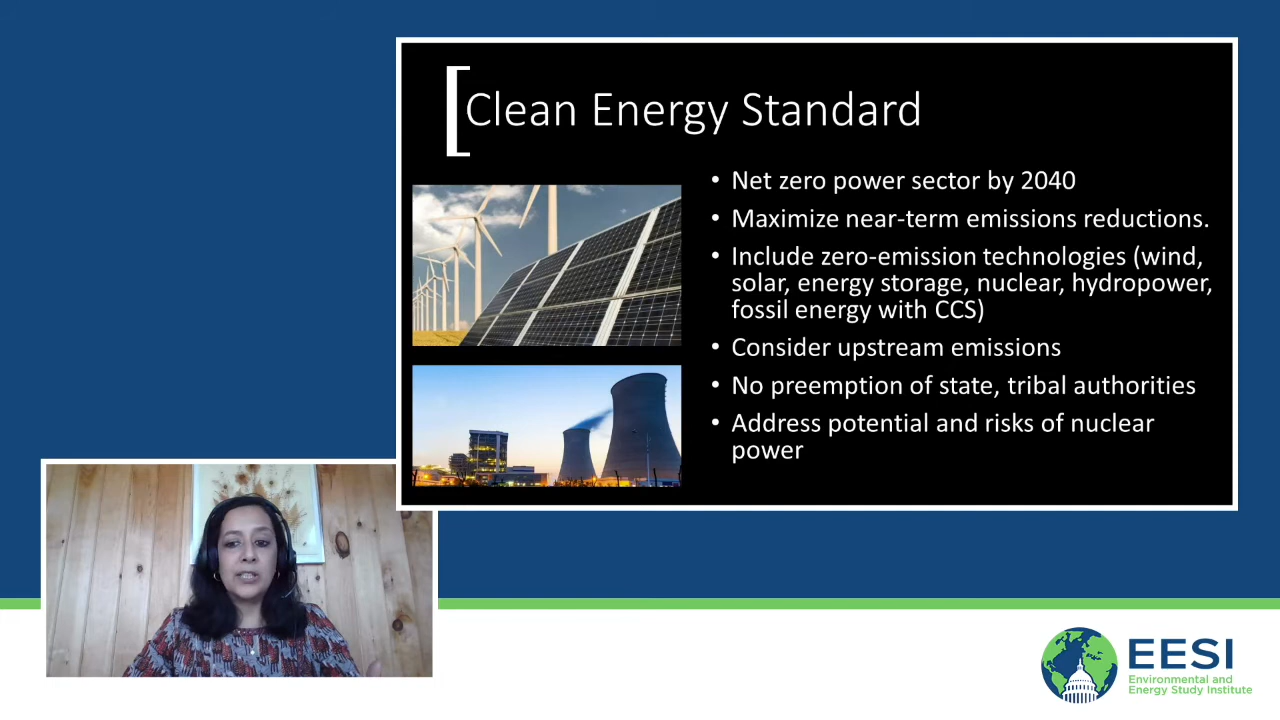 Clean Energy Standard
• Net zero power sector by 2040
• Maximize near-term emissions reductions.
• Include zero-emission technologies (wind,
solar, energy storage, nuclear, hydropower,
fossil energy with CCS)
• Consider upstream emissions
• No preemption of state, tribal authorities
• Address potential and risks of nuclear
power
EESI
Environmental and
Energy Study Institute